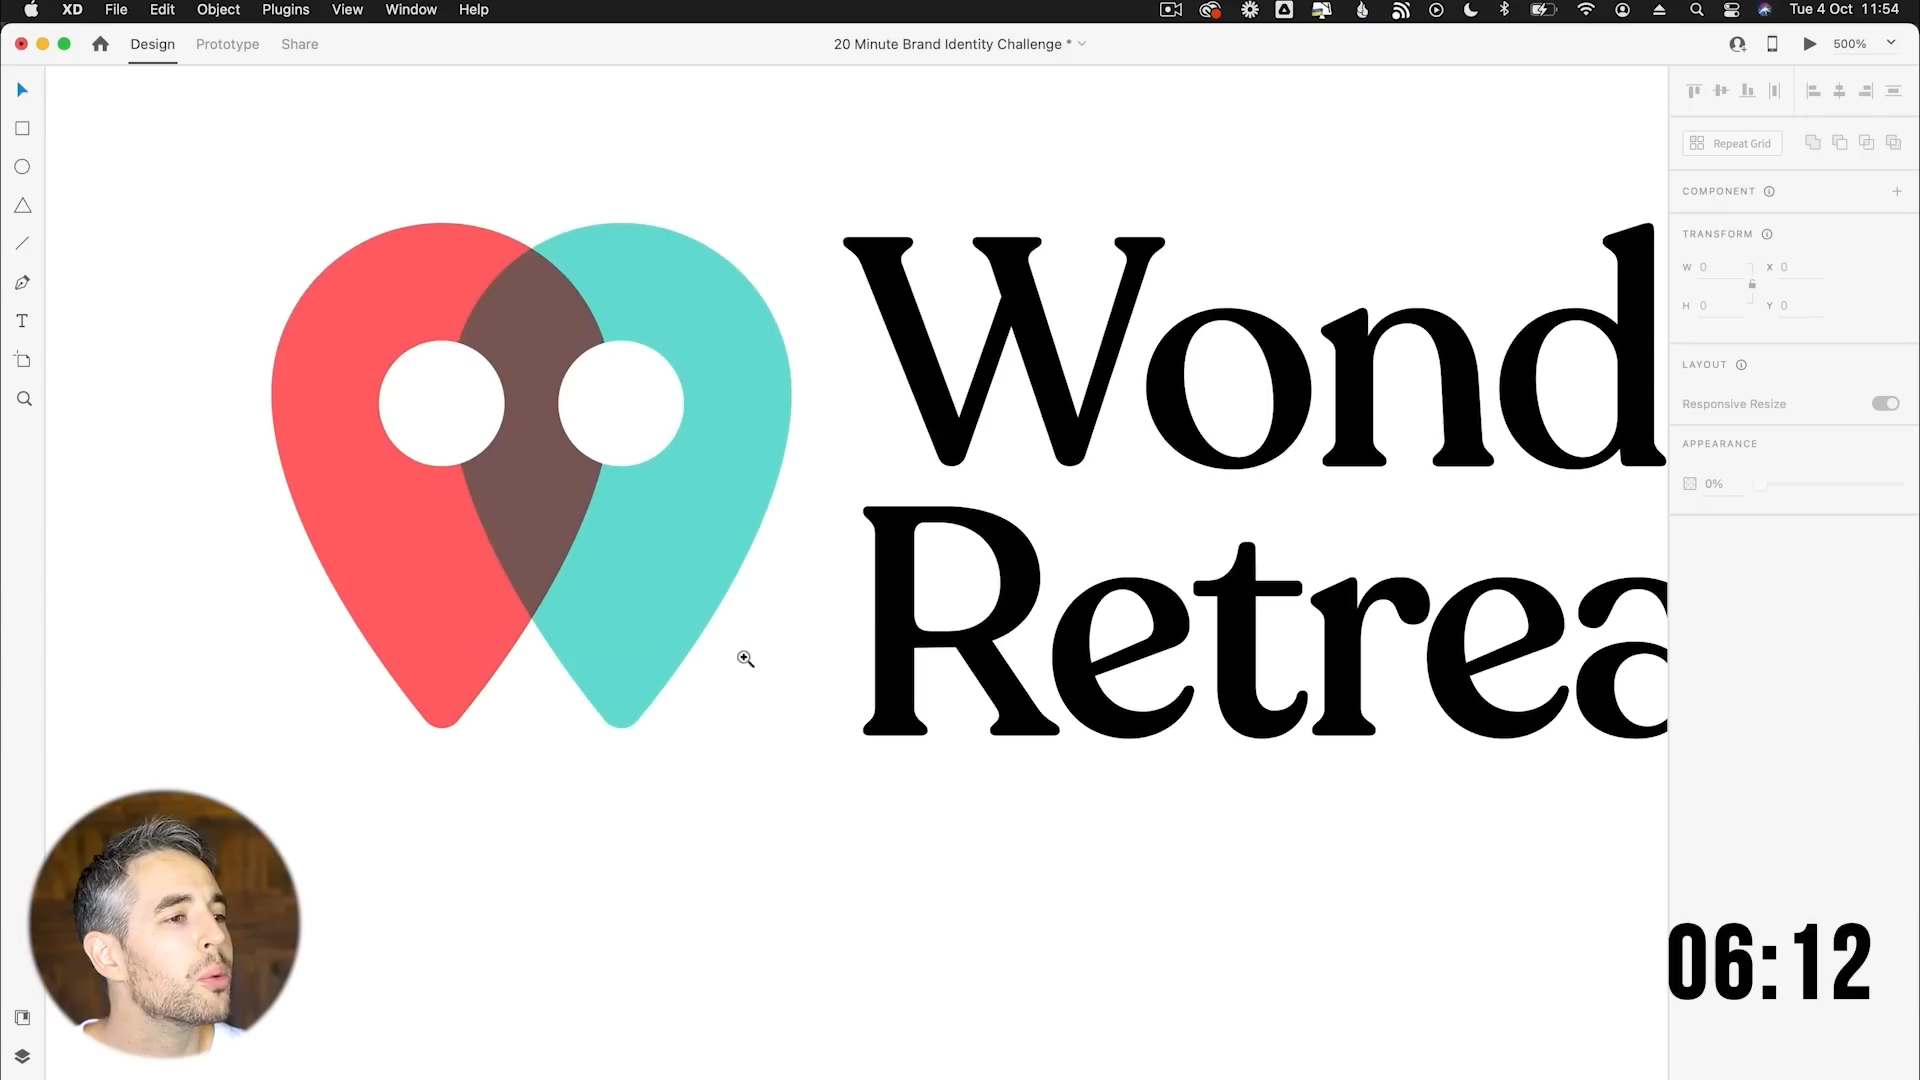 XD File Edit Object Plugins View Window Help Tue 4 Oct 11:54
Design Prototype Share 20 Minute Brand Identity Challenge * 500%
Repeat Grid
COMPONENT
TRANSFORM
W 0 X 0
H 0 Y 0
LAYOUT
Responsive Resize
APPEARANCE
0%
T
Wond
Retrea
06:12